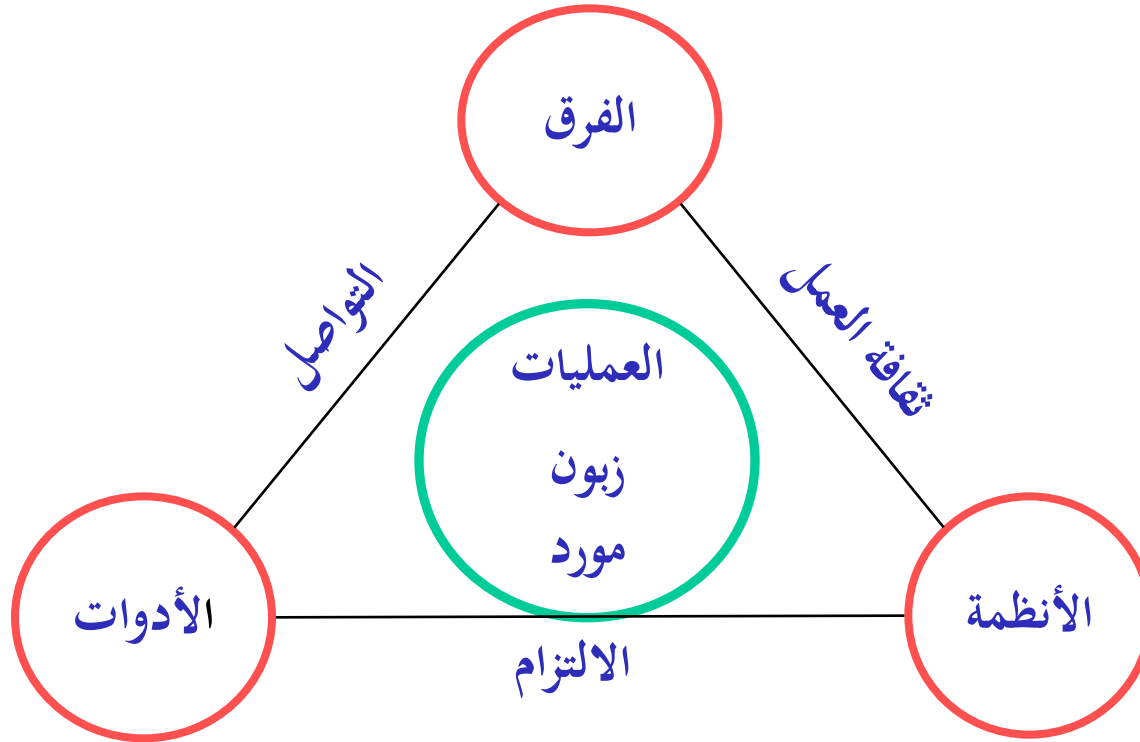 الفرق
التواصل
ثقافة العمل
العمليات
زبون
مورد
الأنظمة
الأدوات
الالتزام